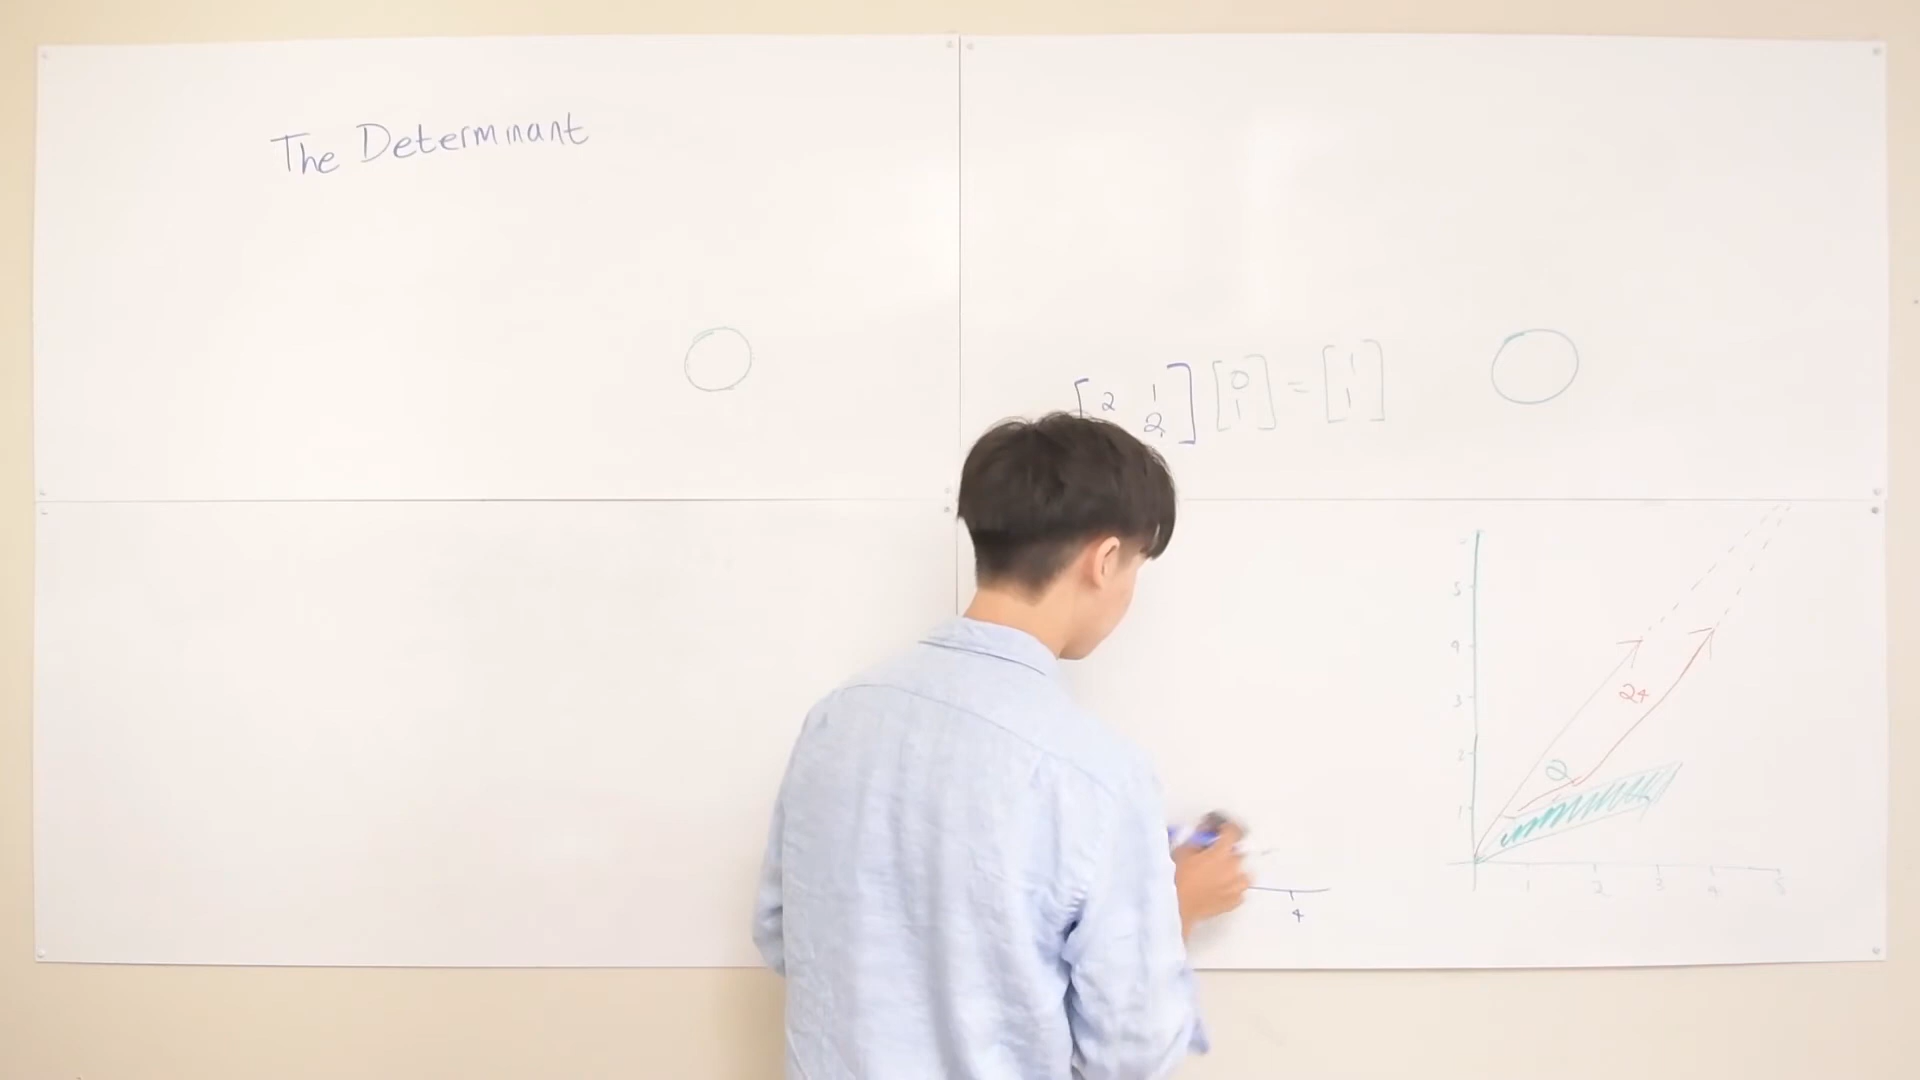 The Determinant
[2 1 2] [0 1] = [1 1]
5
4
3
2
1
24
2
1 2 3 4 5
4